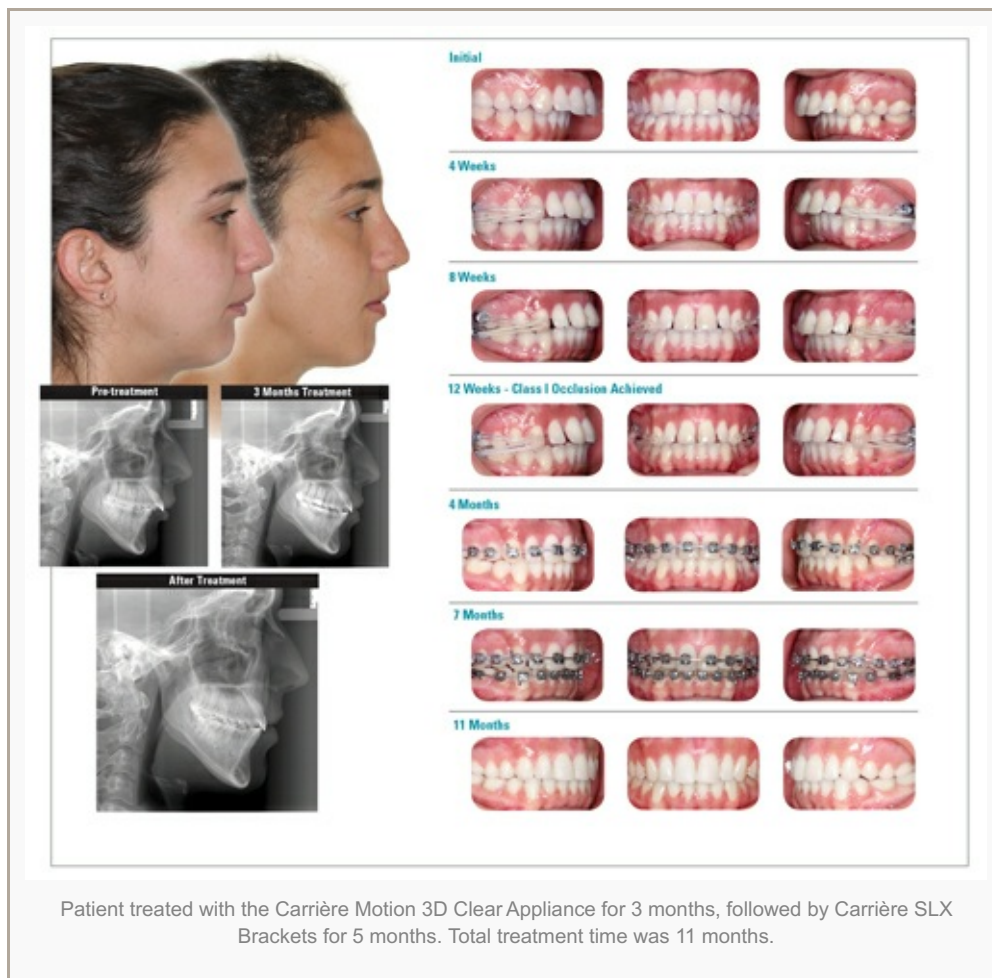 Initial
4 Weeks
8 Weeks
12 Weeks - Class I Occlusion Achieved
4 Months
7 Months
11 Months
Pre-treatment
3 Months Treatment
After Treatment
Patient treated with the Carrière Motion 3D Clear Appliance for 3 months, followed by Carrière SLX
Brackets for 5 months. Total treatment time was 11 months.